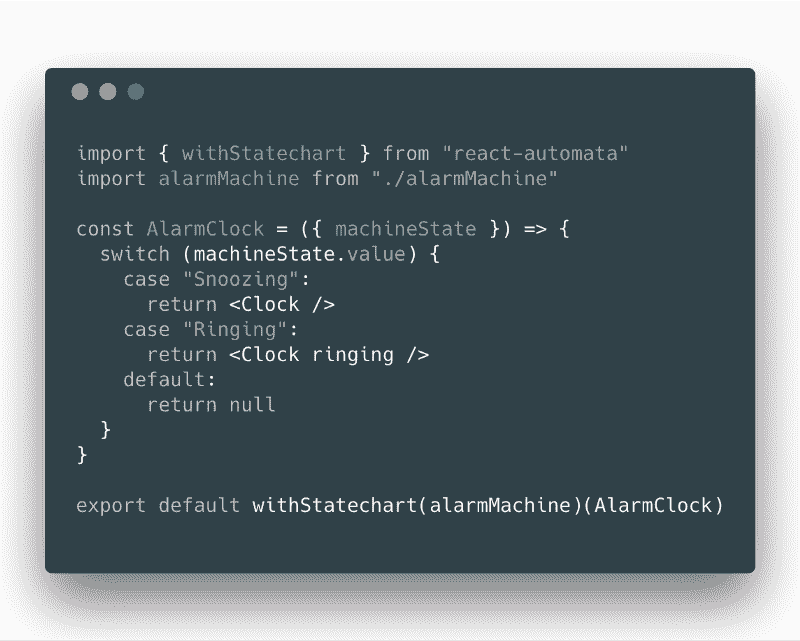 import { withStatechart } from "react-automata"
import alarmMachine from "./alarmMachine"

const AlarmClock = ({ machineState }) => {
  switch (machineState.value) {
    case "Snoozing":
      return <Clock />
    case "Ringing":
      return <Clock ringing />
    default:
      return null
  }
}

export default withStatechart(alarmMachine)(AlarmClock)